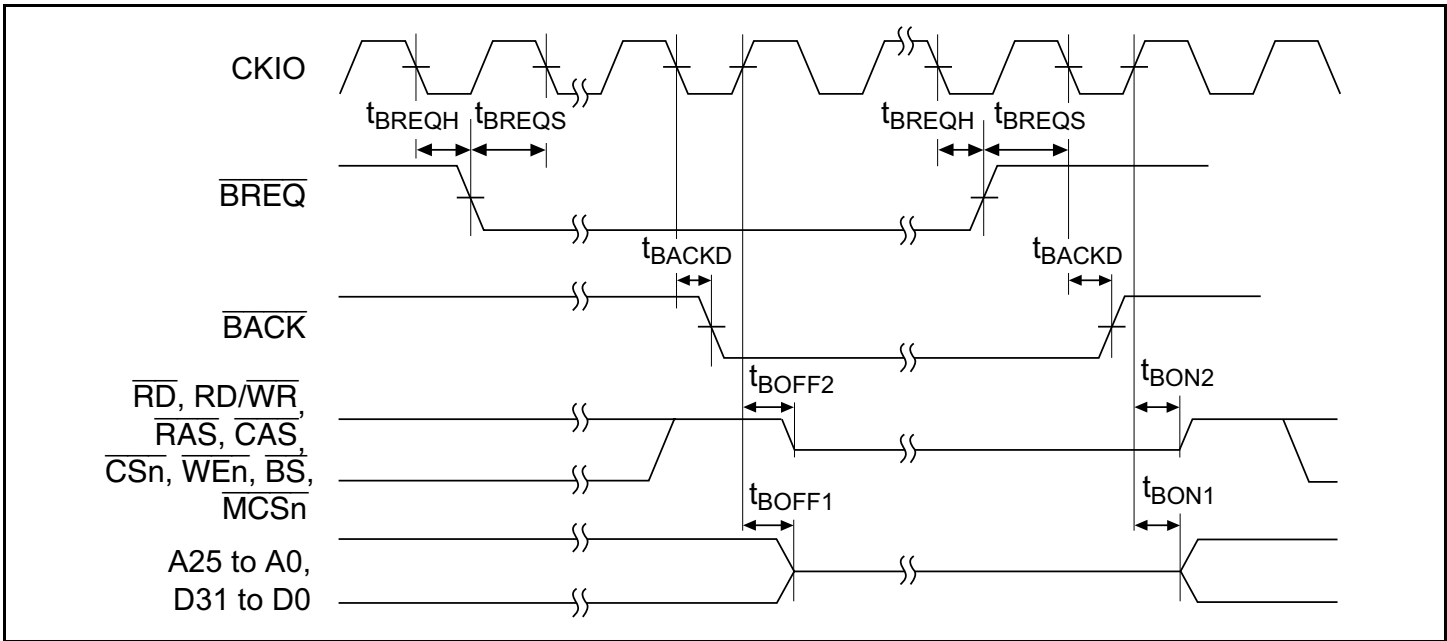 CKIO
tBREQH tBREQS tBREQH tBREQS
BREQ
tBACKD tBACKD
BACK
tBOFF2 tBON2
RD, RD/WR,
RAS, CAS,
CSn, WEn, BS,
MCSn
tBOFF1 tBON1
A25 to A0,
D31 to D0